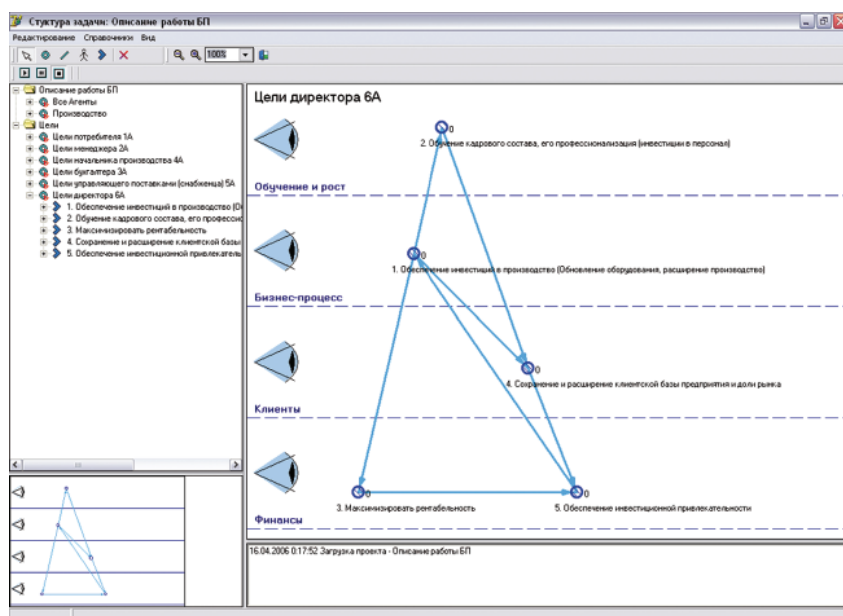 Стуктура задачи: Описание работы БП
Редактирование Справочники Вид
100%
Описание работы БП
Все Агенты
Производство
Цели
Цели потребителя 1А
Цели менеджера 2А
Цели начальника производства 4А
Цели бухгалтера 3А
Цели управляющего поставками (снабженца) 5А
Цели директора 6А
1. Обеспечение инвестиций в производство (О
2. Обучение кадрового состава, его професси
3. Максимизировать рентабельность
4. Сохранение и расширение клиентской базы
5. Обеспечение инвестиционной привлекатель
Цели директора 6А
0
2. Обучение кадрового состава, его профессионализация (инвестиции в персонал)
Обучение и рост
0
1. Обеспечение инвестиций в производство (Обновление оборудования, расширение производства)
Бизнес-процесс
0
4. Сохранение и расширение клиентской базы предприятия и доли рынка
Клиенты
0
0
3. Максимизировать рентабельность
5. Обеспечение инвестиционной привлекательности
Финансы
16.04.2006 0:17:52 Загрузка проекта - Описание работы БП